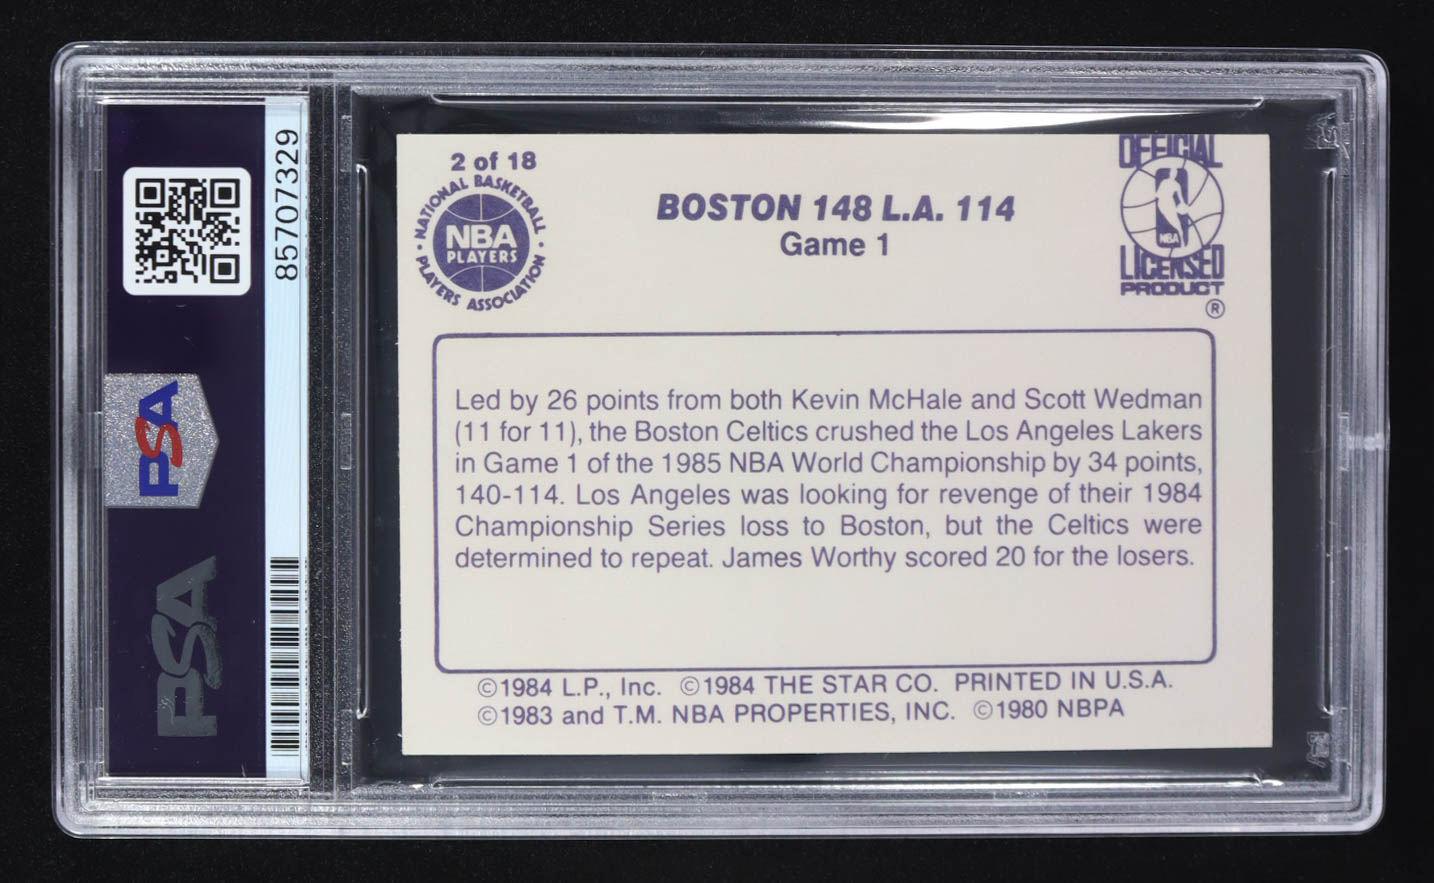 85707329
PSA
PSA
2 of 18
NATIONAL BASKETBALL
NBA
PLAYERS
PLAYERS ASSOCIATION
BOSTON 148 L.A. 114
Game 1
OFFICIAL
NBA
LICENSED
PRODUCT
®
Led by 26 points from both Kevin McHale and Scott Wedman
(11 for 11), the Boston Celtics crushed the Los Angeles Lakers
in Game 1 of the 1985 NBA World Championship by 34 points,
140-114. Los Angeles was looking for revenge of their 1984
Championship Series loss to Boston, but the Celtics were
determined to repeat. James Worthy scored 20 for the losers.
©1984 L.P., Inc. ©1984 THE STAR CO. PRINTED IN U.S.A.
©1983 and T.M. NBA PROPERTIES, INC. ©1980 NBPA